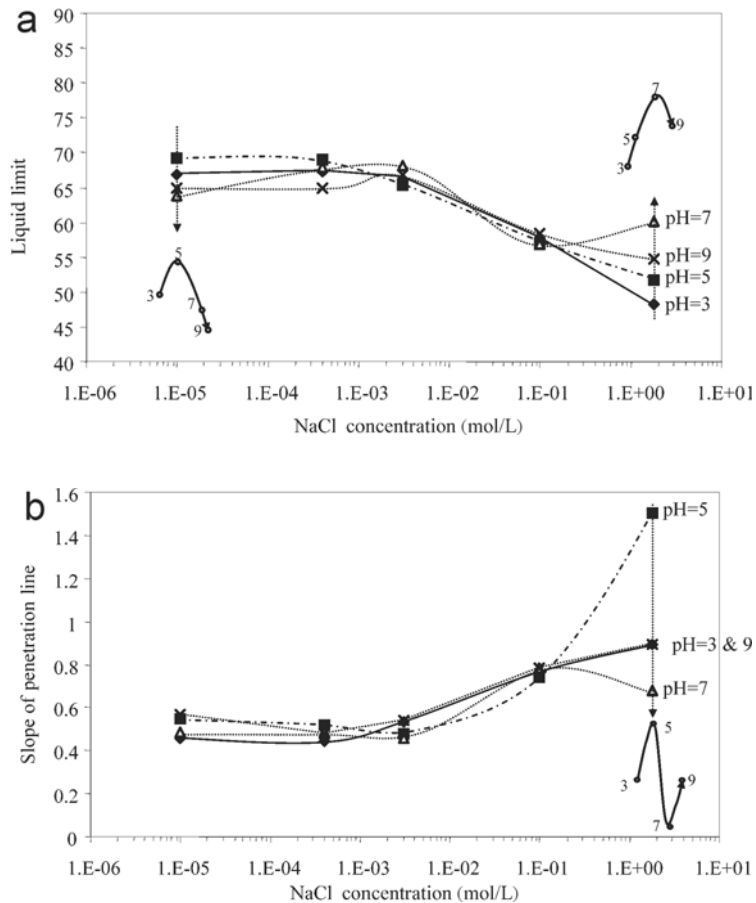 a
90
85
80
75
70
65
60
55
50
45
40
Liquid limit
7
5
9
3
pH=7
pH=9
pH=5
pH=3
5
3
7
9
1.E-06 1.E-05 1.E-04 1.E-03 1.E-02 1.E-01 1.E+00 1.E+01
NaCl concentration (mol/L)
b
1.6
1.4
1.2
1
0.8
0.6
0.4
0.2
0
Slope of penetration line
pH=5
pH=3 & 9
pH=7
5
3
9
7
1.E-06 1.E-05 1.E-04 1.E-03 1.E-02 1.E-01 1.E+00 1.E+01
NaCl concentration (mol/L)